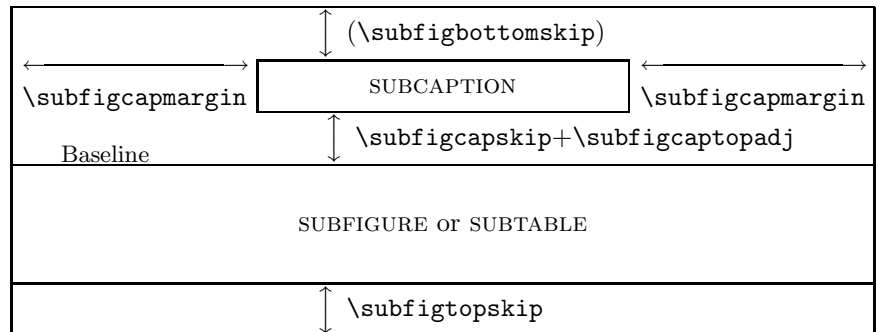 (\subfigbottomskip)
\subfigcapmargin
SUBCAPTION
\subfigcapmargin
\subfigcapskip+\subfigcaptopadj
Baseline
SUBFIGURE or SUBTABLE
\subfigtopskip